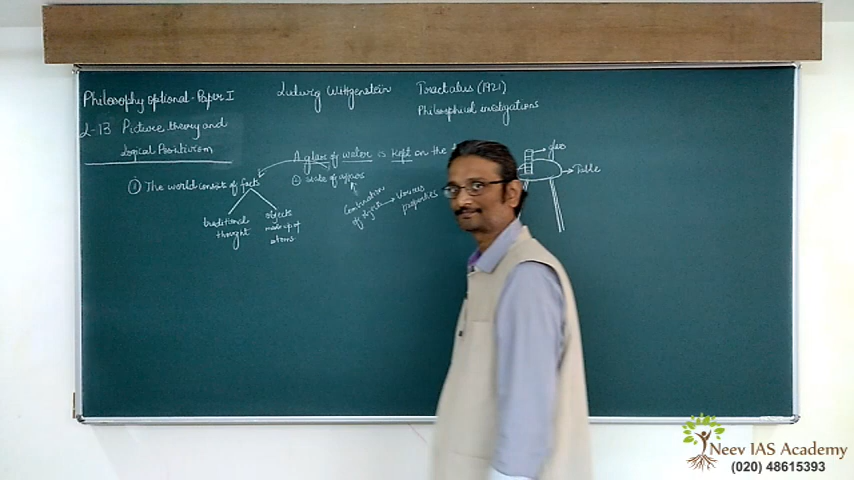 Philosophy optional - Paper I
Ludwig Wittgenstein
Tractatus (1921)
Philosophical investigations
L-13 Picture theory and
Logical Positivism
A glass of water is kept on the
glass
Table
① The world consists of facts
② state of affairs
traditional
thought
objects
made up of
atoms
Combination
of objects → Various
properties
Neev IAS Academy
(020) 48615393